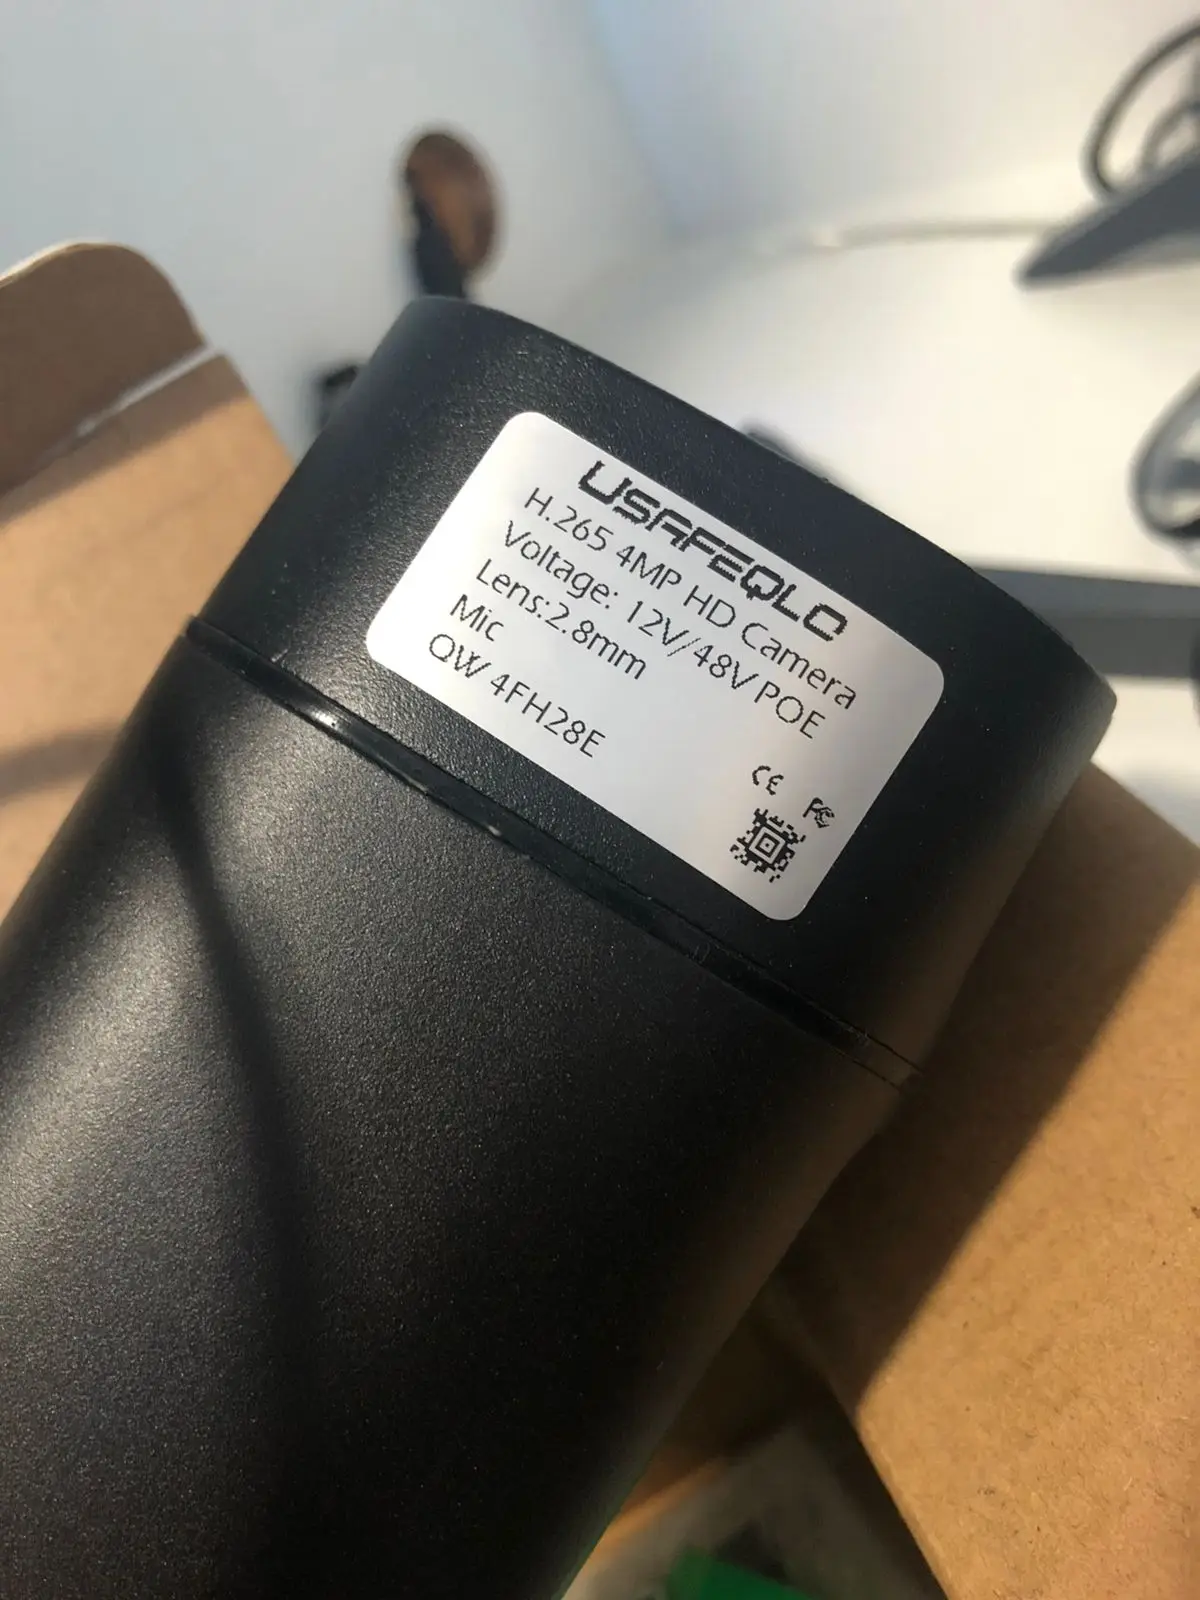 USAFEQLO
H.265 4MP HD Camera
Voltage: 12V/48V POE
Lens:2.8mm
Mic
QW 4FH28E
CE FC